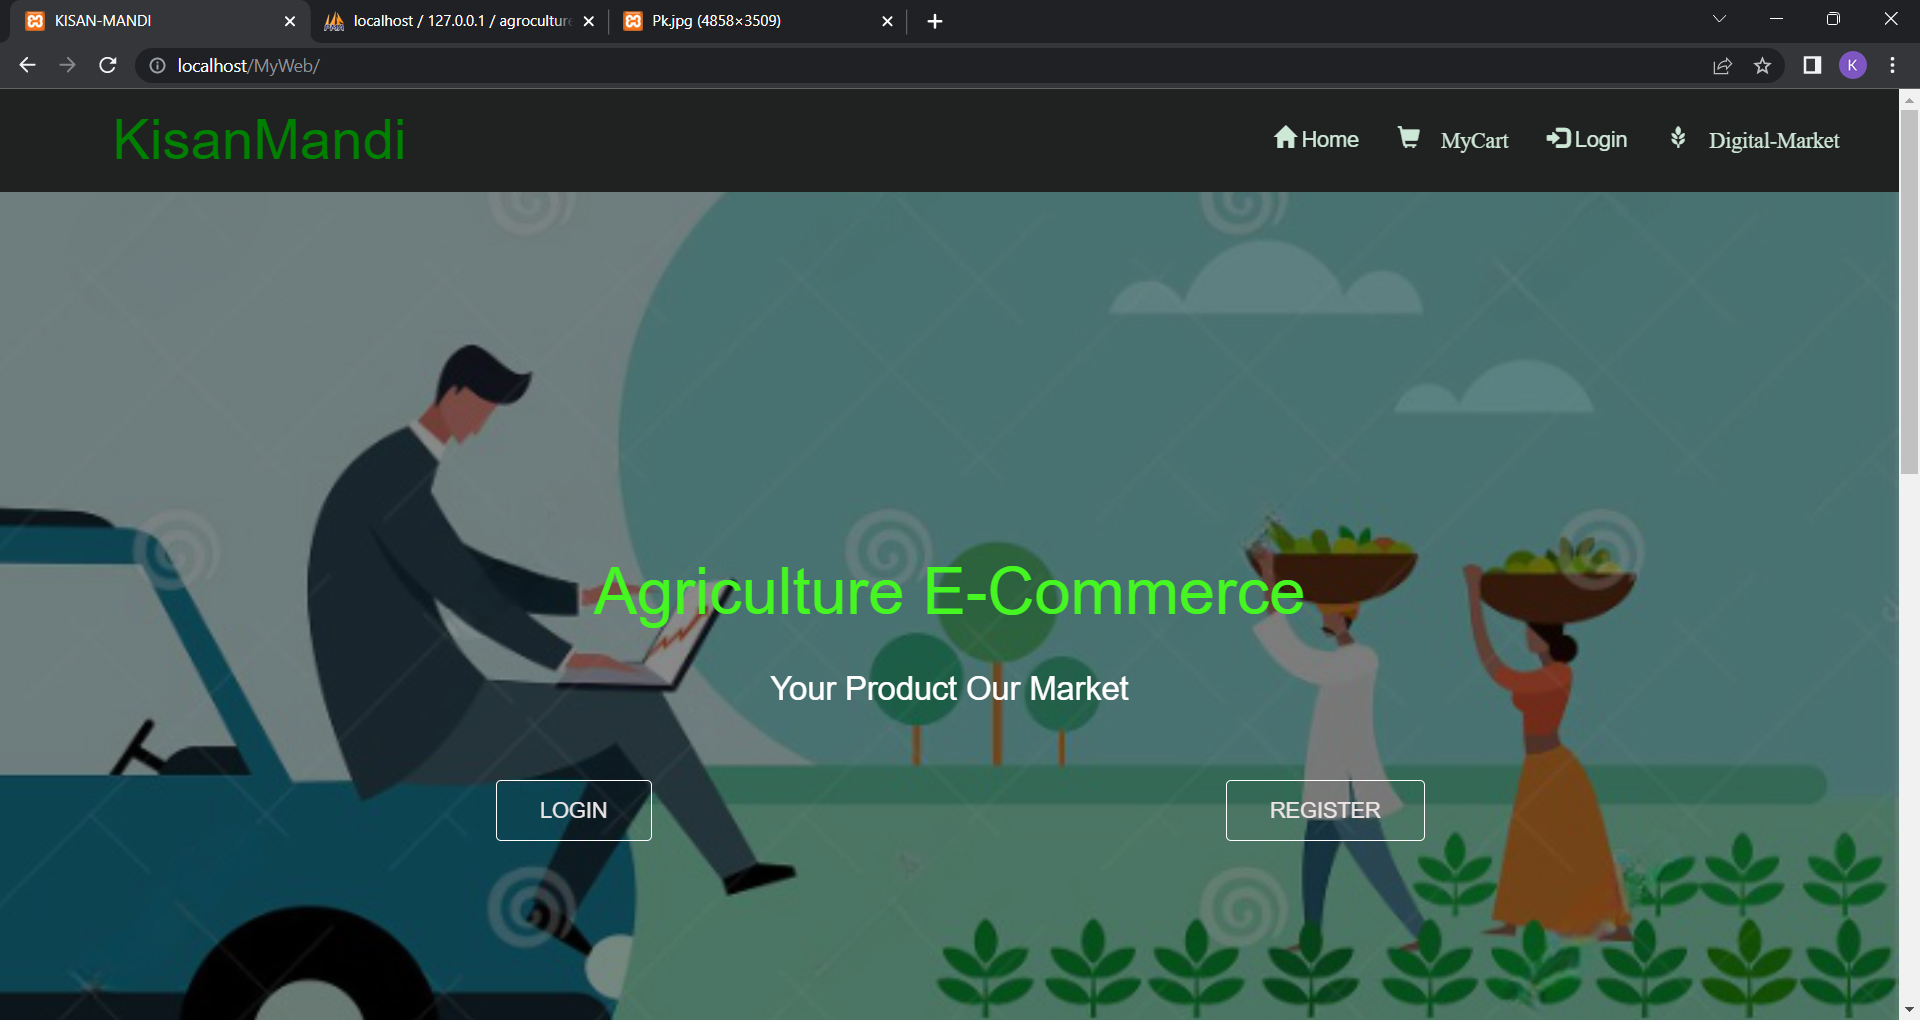 KISAN-MANDI
localhost / 127.0.0.1 / agroculture
Pk.jpg (4858×3509)
localhost/MyWeb/
K
KisanMandi
Home
MyCart
Login
Digital-Market
Agriculture E-Commerce
Your Product Our Market
LOGIN
REGISTER